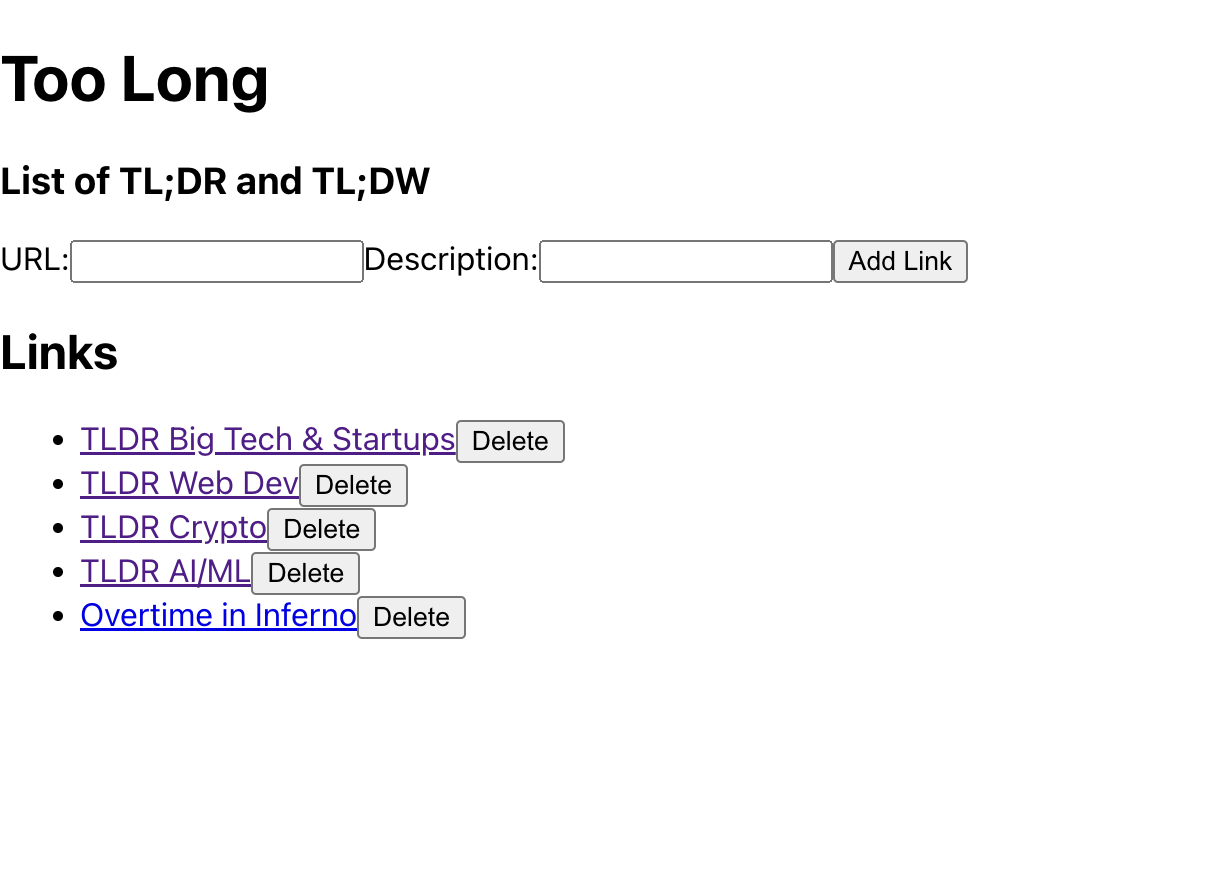 Too Long
List of TL;DR and TL;DW
URL: Description: Add Link
Links
TLDR Big Tech & Startups Delete
TLDR Web Dev Delete
TLDR Crypto Delete
TLDR AI/ML Delete
Overtime in Inferno Delete